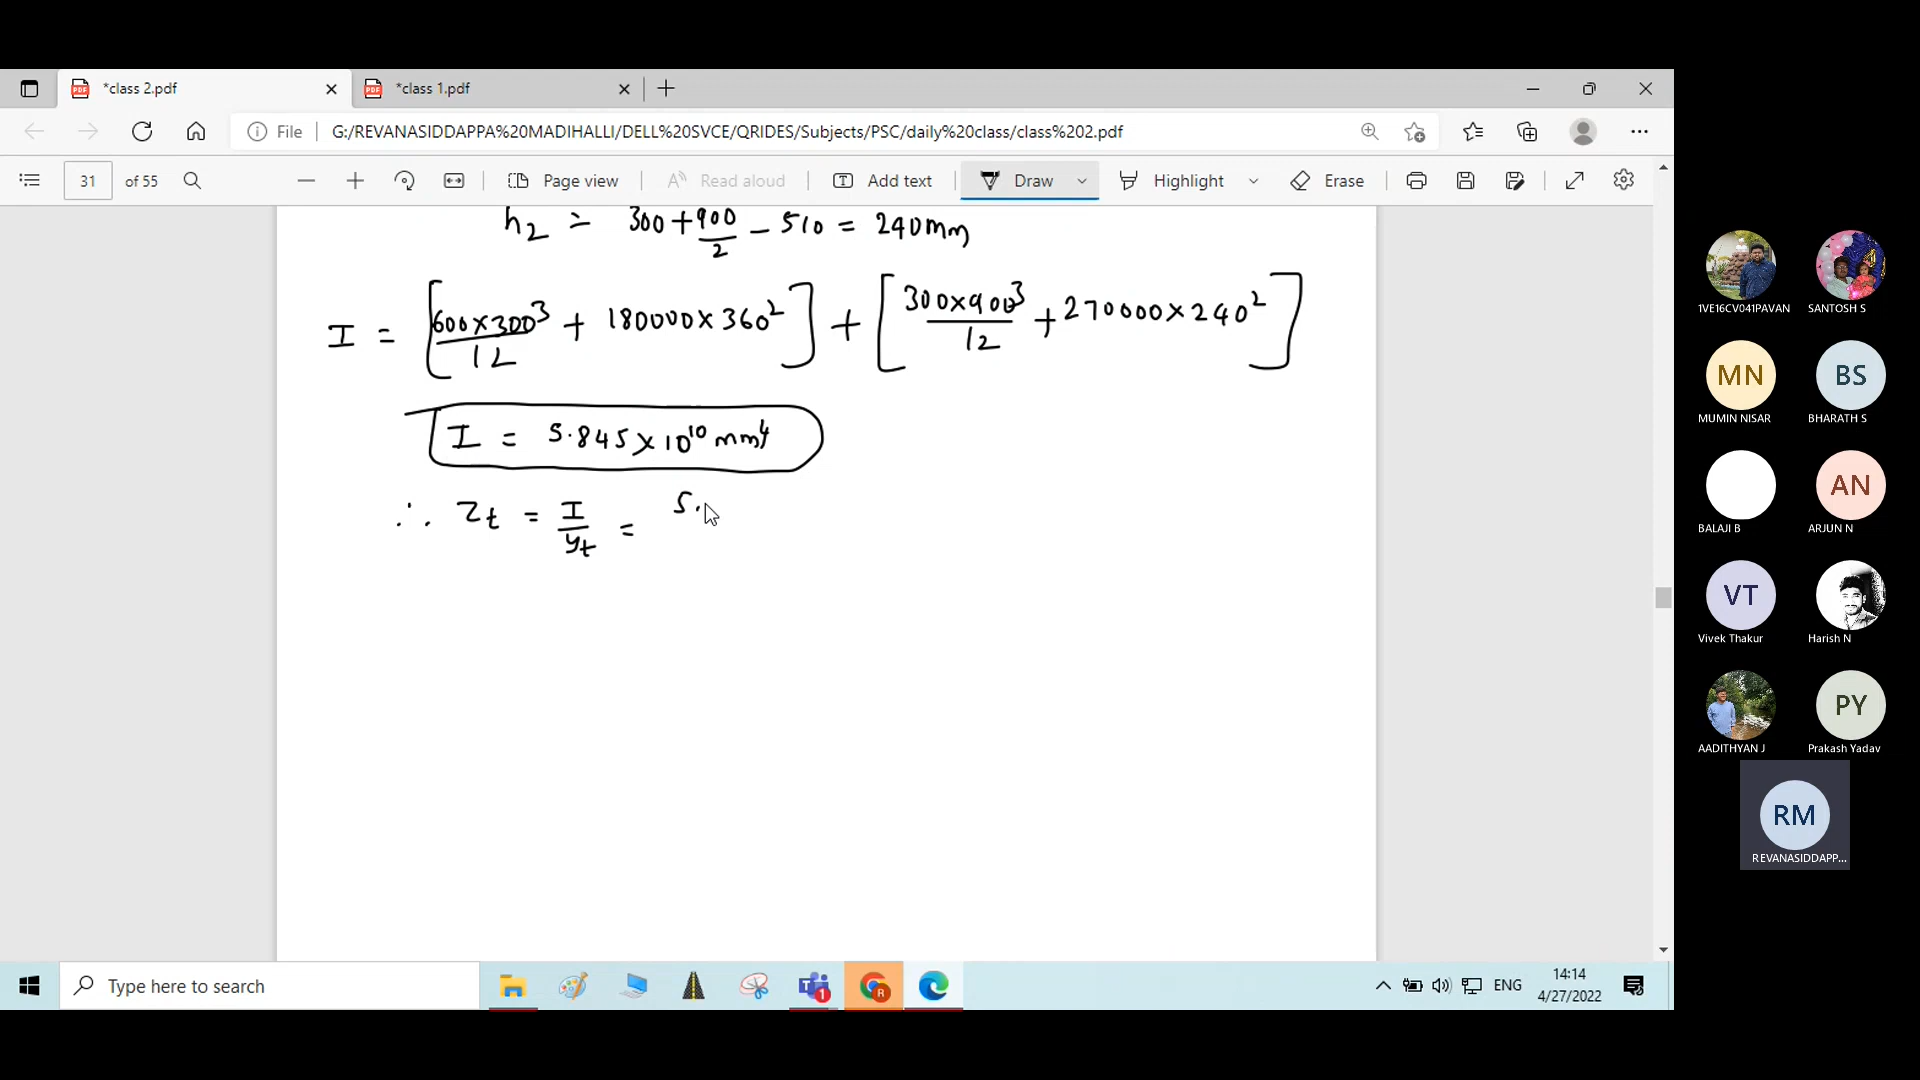 *class 2.pdf
*class 1.pdf
File G:/REVANASIDDAPPA%20MADIHALLI/DELL%20SVCE/QRIDES/Subjects/PSC/daily%20class/class%202.pdf
31 of 55 Page view Read aloud Add text Draw Highlight Erase
h₂ = 300 + 900/2 - 510 = 240mm
I = [600×300³/12 + 180000×360²] + [300×900³/12 + 270000×240²]
I = 5.845×10¹⁰ mm⁴
∴ Zt = I/yt = 5.
1VE16CV041PAVAN SANTOSH S
MN BS
MUMIN NISAR BHARATH S
AN
BALAJI B ARJUN N
VT
Vivek Thakur Harish N
PY
AADITHYAN J Prakash Yadav
RM
REVANASIDDAPP...
Type here to search
1
R
ENG
14:14
4/27/2022